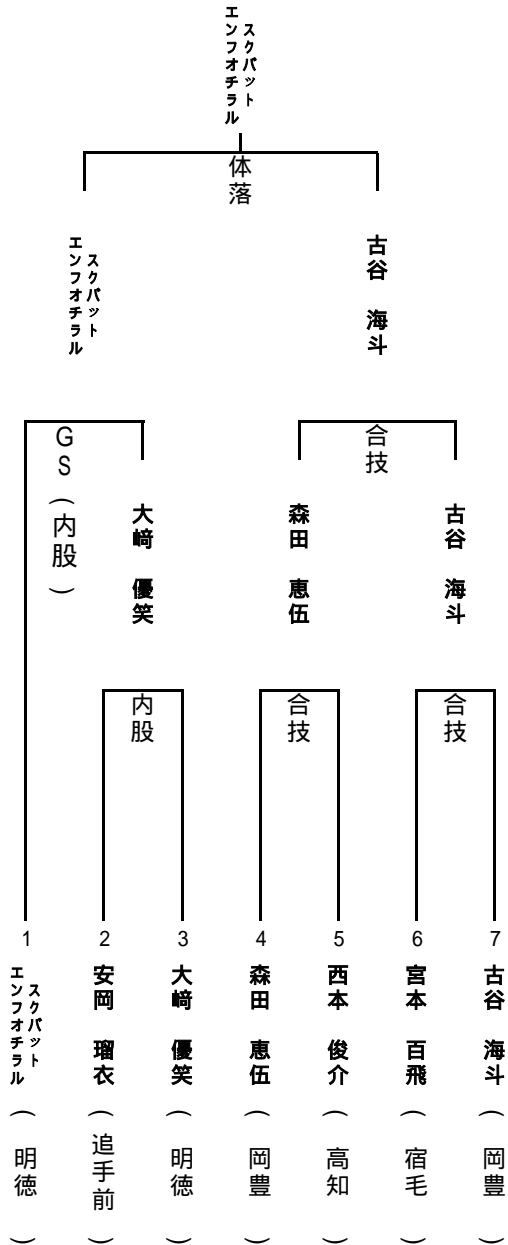 スクバット
エンフオチラル
体落
スクバット
エンフオチラル
古谷　海斗
GS（内股）
合技
大﨑　優笑
森田　恵伍
古谷　海斗
内股
合技
合技
1
スクバット
エンフオチラル
（明徳）
2
安岡　瑠衣
（追手前）
3
大﨑　優笑
（明徳）
4
森田　恵伍
（岡豊）
5
西本　俊介
（高知）
6
宮本　百飛
（宿毛）
7
古谷　海斗
（岡豊）